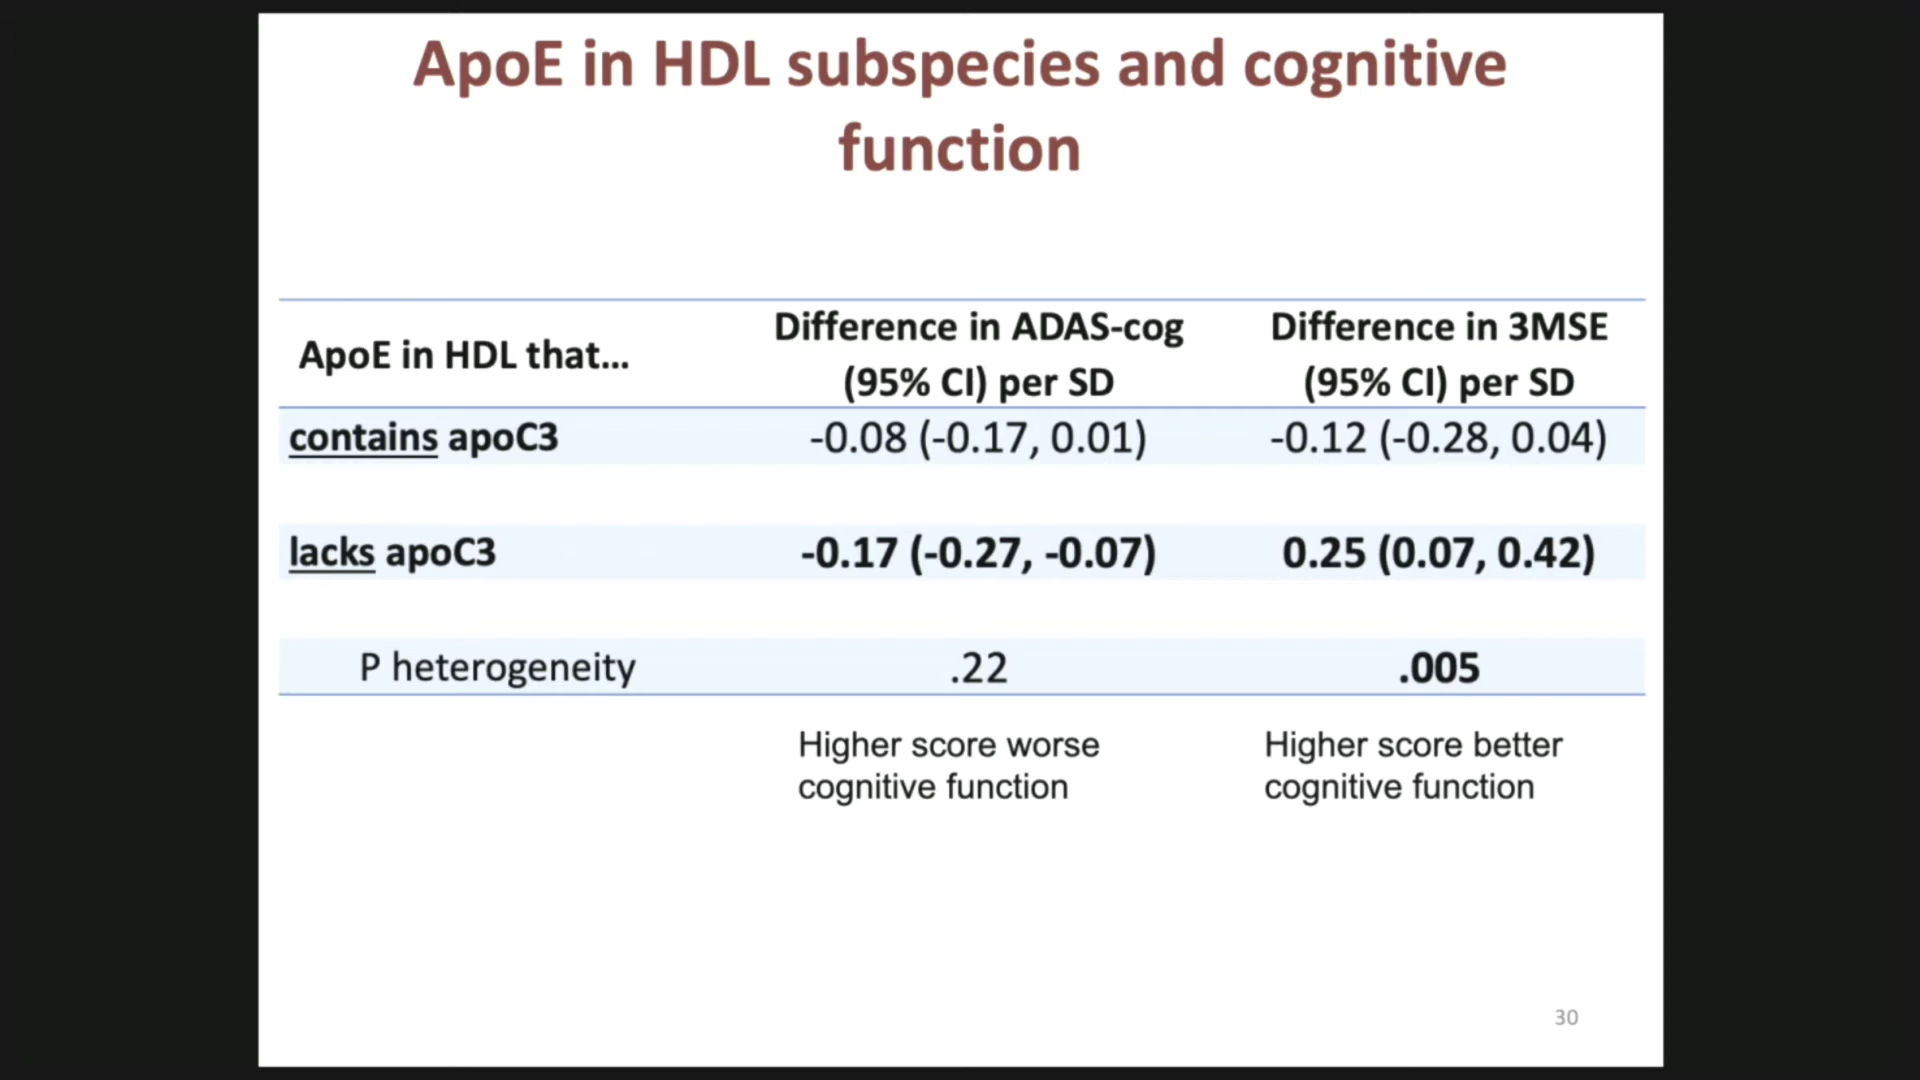 ApoE in HDL subspecies and cognitive
function
ApoE in HDL that...
Difference in ADAS-cog
(95% CI) per SD
Difference in 3MSE
(95% CI) per SD
contains apoC3 -0.08 (-0.17, 0.01) -0.12 (-0.28, 0.04)
lacks apoC3 -0.17 (-0.27, -0.07) 0.25 (0.07, 0.42)
P heterogeneity .22 .005
Higher score worse
cognitive function
Higher score better
cognitive function
30